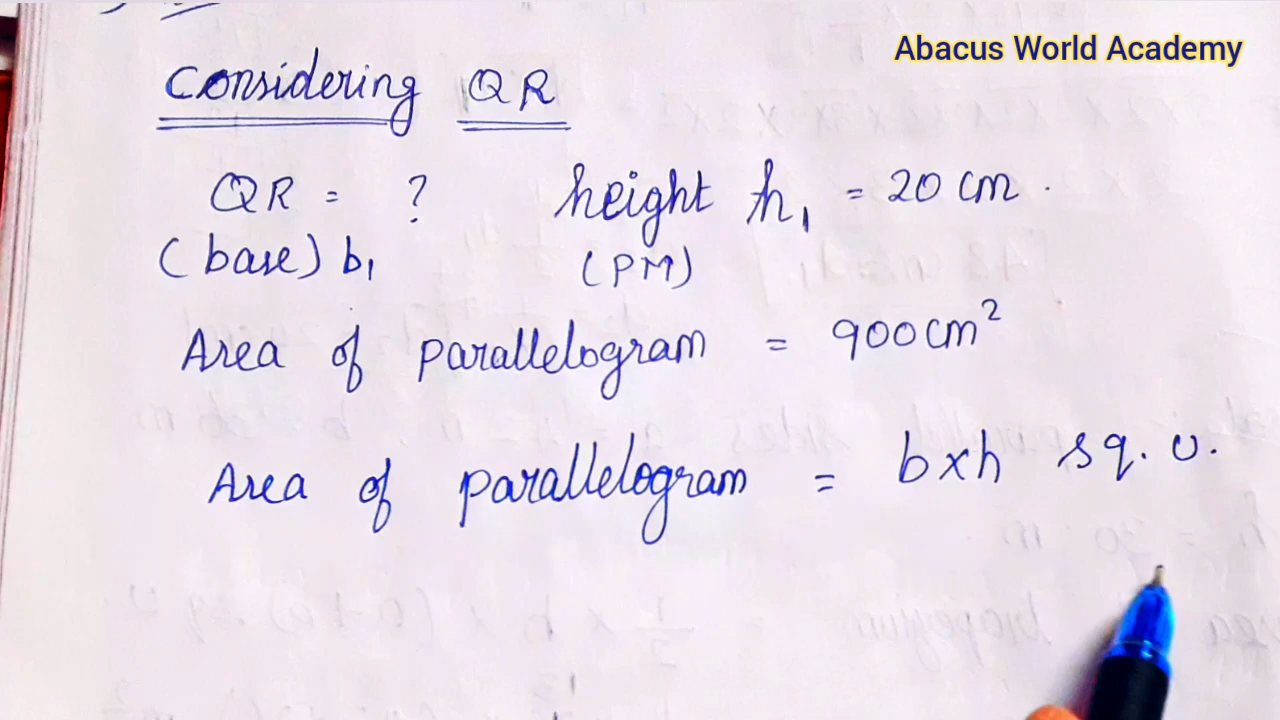 Abacus World Academy
Considering QR
QR = ? height h₁ = 20 cm.
(base) b₁ (PM)
Area of parallelogram = 900 cm²
Area of parallelogram = b×h sq. u.